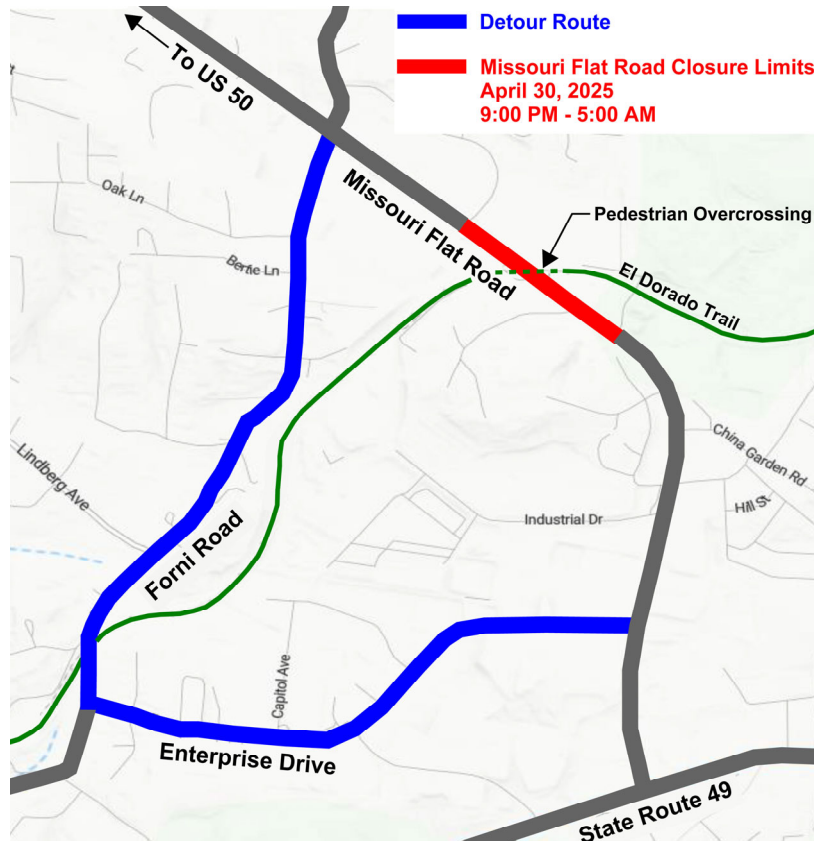 Detour Route
Missouri Flat Road Closure Limits
April 30, 2025
9:00 PM - 5:00 AM
To US 50
Missouri Flat Road
Oak Ln
Pedestrian Overcrossing
Bertie Ln
El Dorado Trail
Lindberg Ave
China Garden Rd
Hill St
Industrial Dr
Forni Road
Capitol Ave
Enterprise Drive
State Route 49